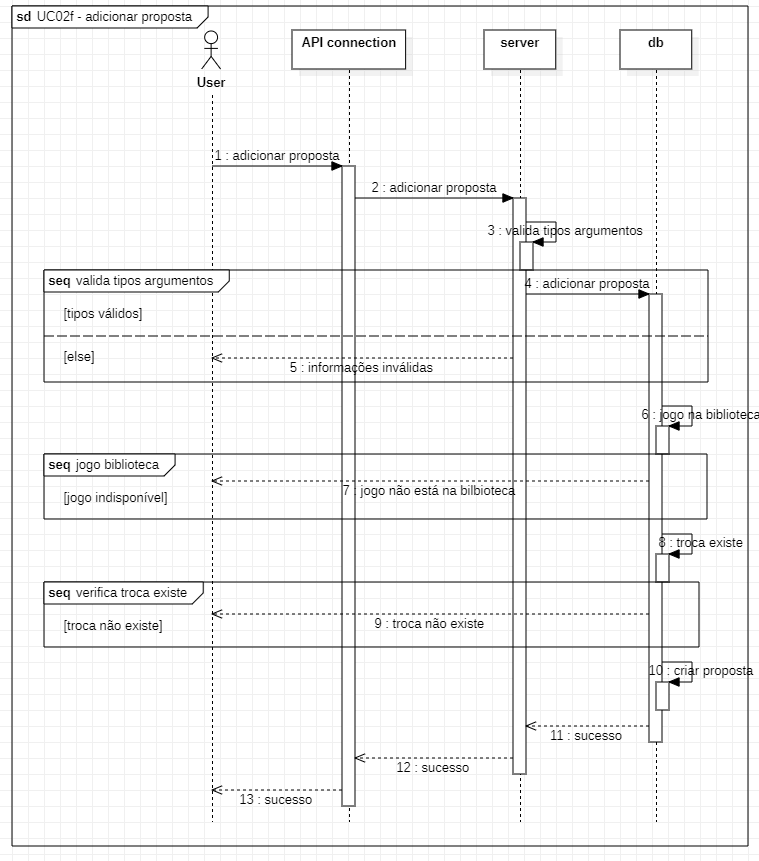 sd UC02f - adicionar proposta
API connection
server
db
User
1 : adicionar proposta
2 : adicionar proposta
3 : valida tipos argumentos
seq valida tipos argumentos
4 : adicionar proposta
[tipos válidos]
[else]
5 : informações inválidas
6 : jogo na biblioteca
seq jogo biblioteca
7 : jogo não está na bilbioteca
[jogo indisponível]
8 : troca existe
seq verifica troca existe
9 : troca não existe
[troca não existe]
10 : criar proposta
11 : sucesso
12 : sucesso
13 : sucesso